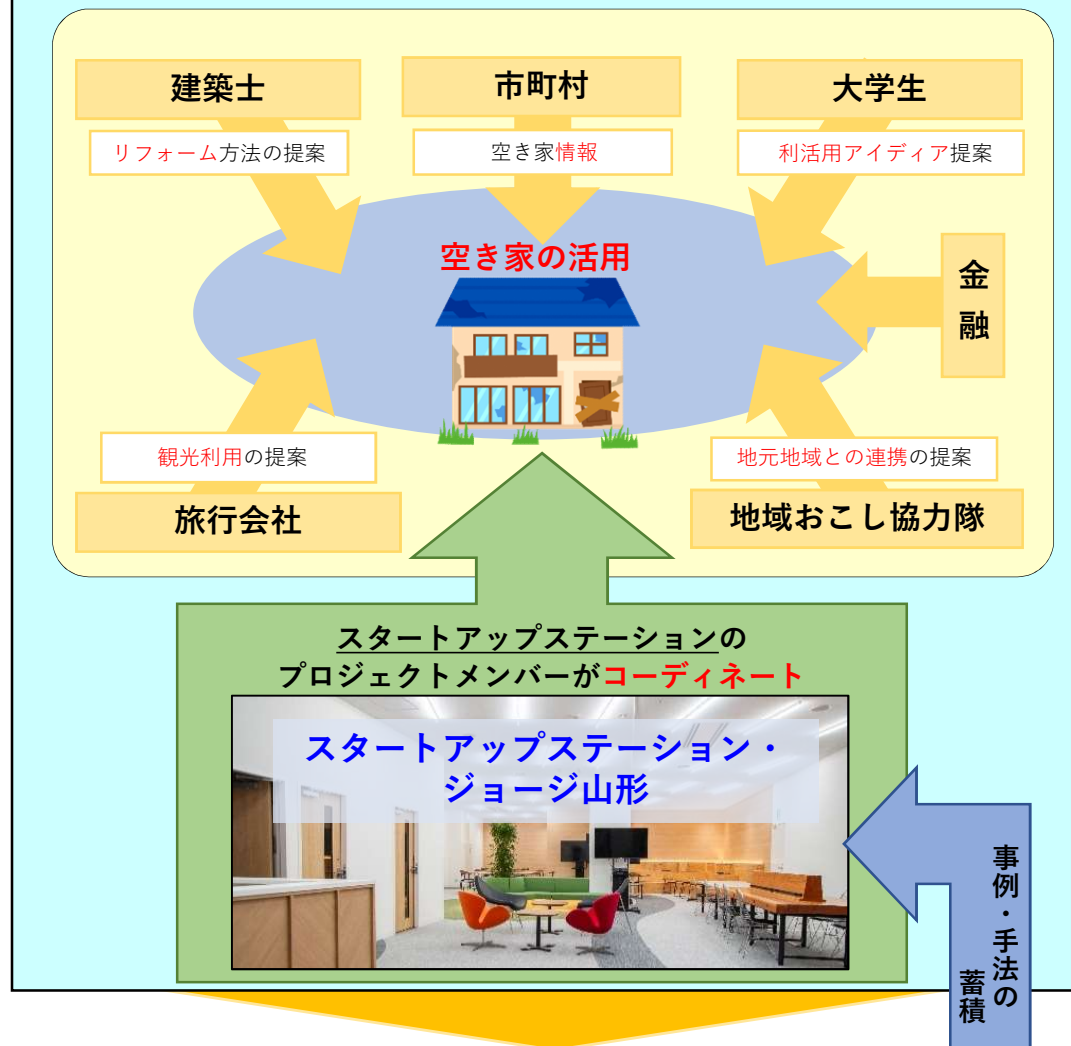 建築士
市町村
大学生
リフォーム方法の提案
空き家情報
利活用アイディア提案
空き家の活用
金融
観光利用の提案
地元地域との連携の提案
旅行会社
地域おこし協力隊
スタートアップステーションの
プロジェクトメンバーがコーディネート
スタートアップステーション・
ジョージ山形
事例・手法の
蓄積